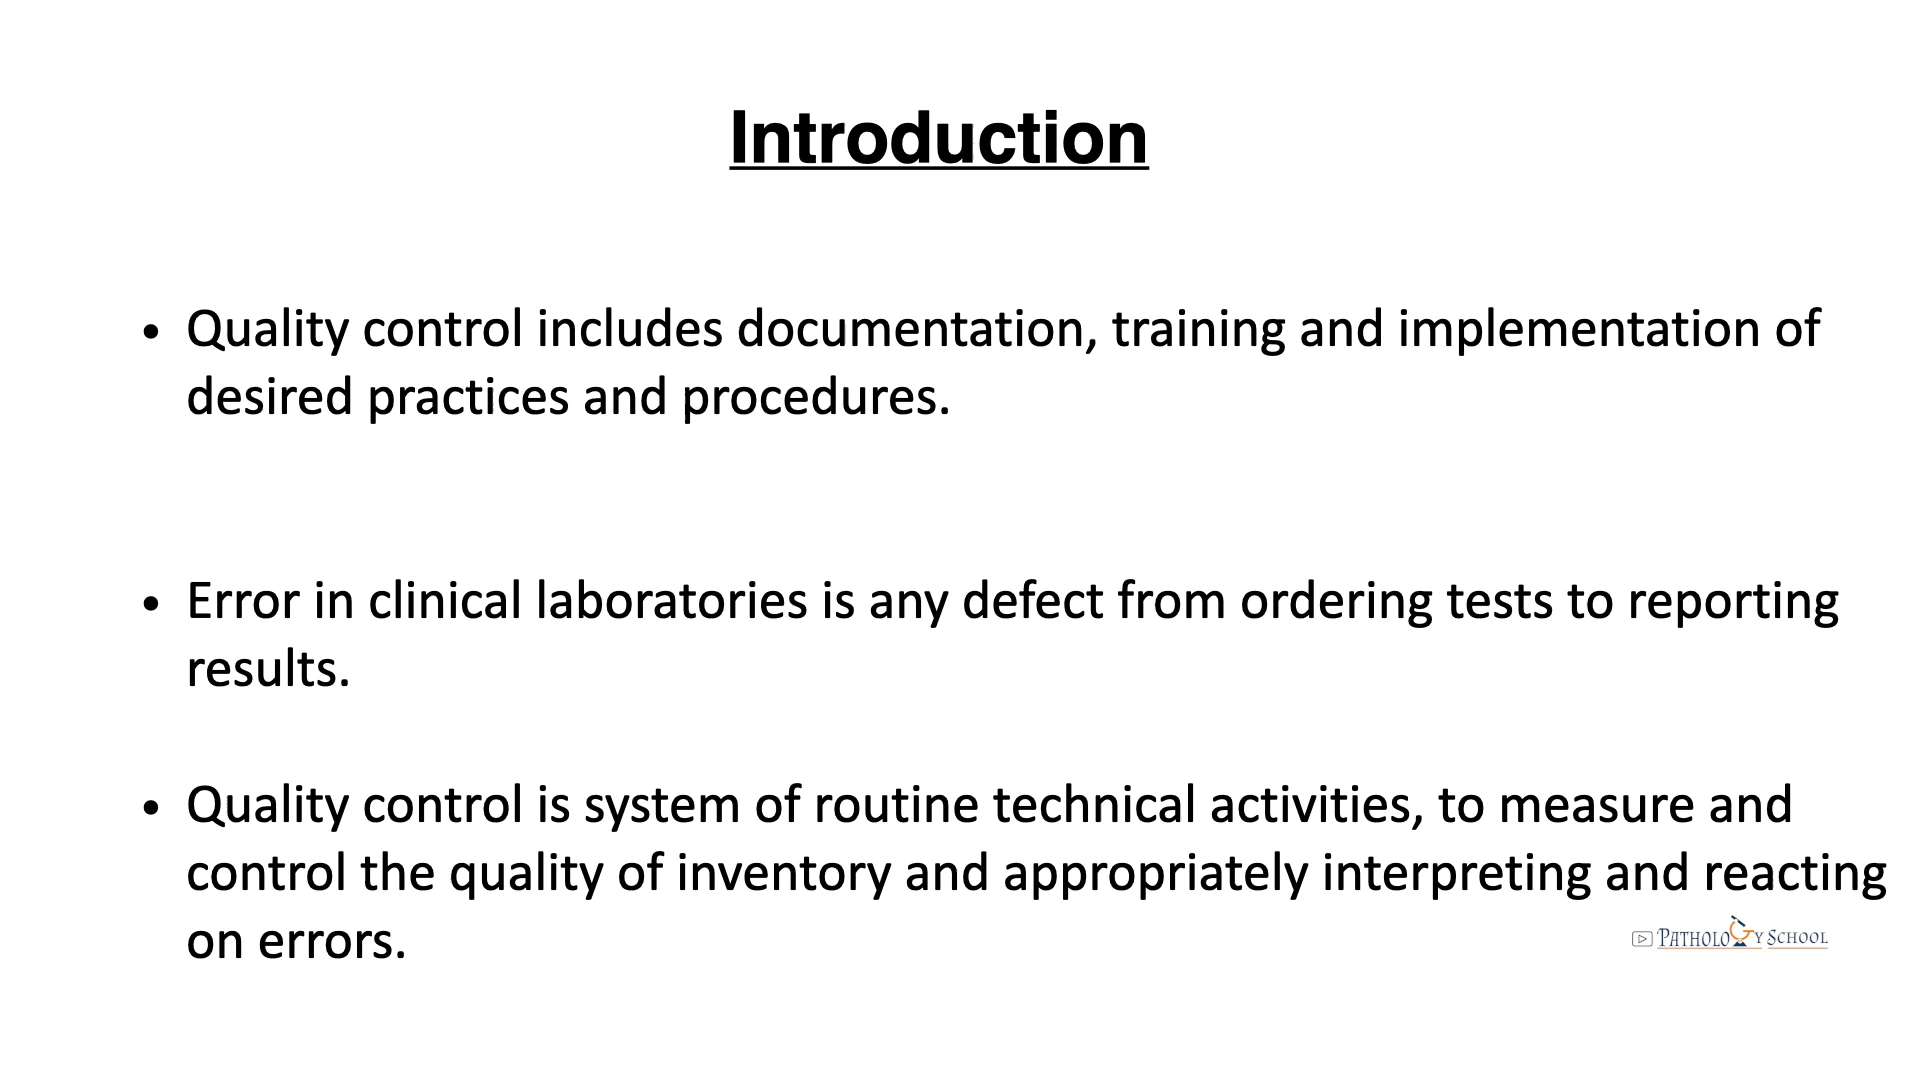 Introduction
• Quality control includes documentation, training and implementation of
desired practices and procedures.
• Error in clinical laboratories is any defect from ordering tests to reporting
results.
• Quality control is system of routine technical activities, to measure and
control the quality of inventory and appropriately interpreting and reacting
on errors.
PATHOLOGY SCHOOL